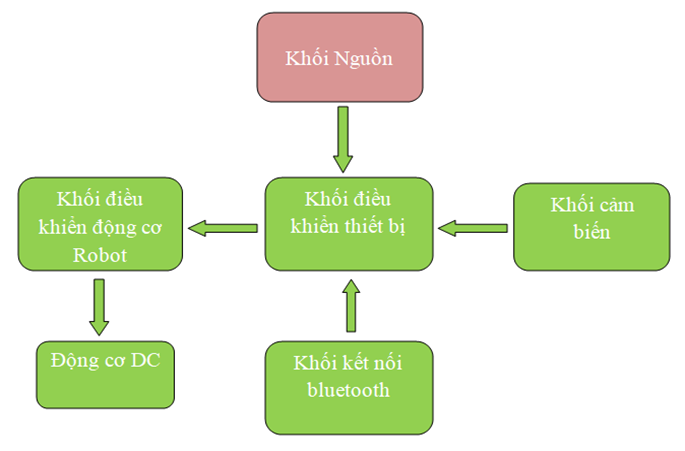 Khối Nguồn
Khối điều
khiển động cơ
Robot
Khối điều
khiển thiết bị
Khối cảm
biến
Động cơ DC
Khối kết nối
bluetooth